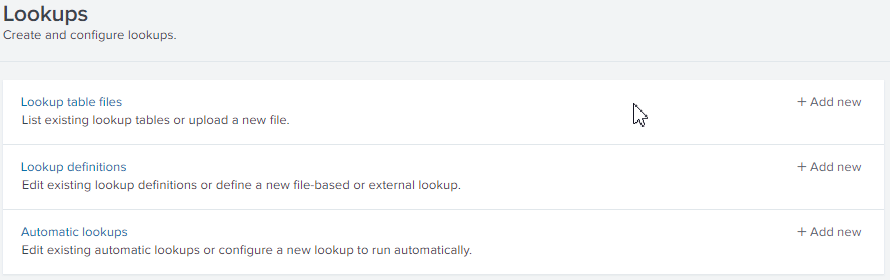 Lookups
Create and configure lookups.
Lookup table files
+ Add new
List existing lookup tables or upload a new file.
Lookup definitions
+ Add new
Edit existing lookup definitions or define a new file-based or external lookup.
Automatic lookups
+ Add new
Edit existing automatic lookups or configure a new lookup to run automatically.